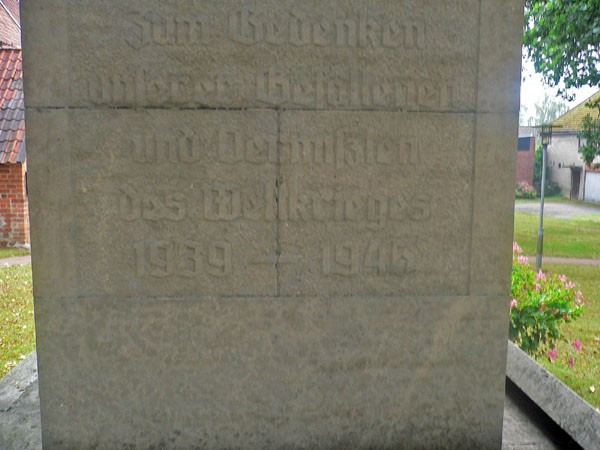 Zum Gedenken
unserer Gefallenen
und Vermißten
des Weltkrieges
1939 — 1945